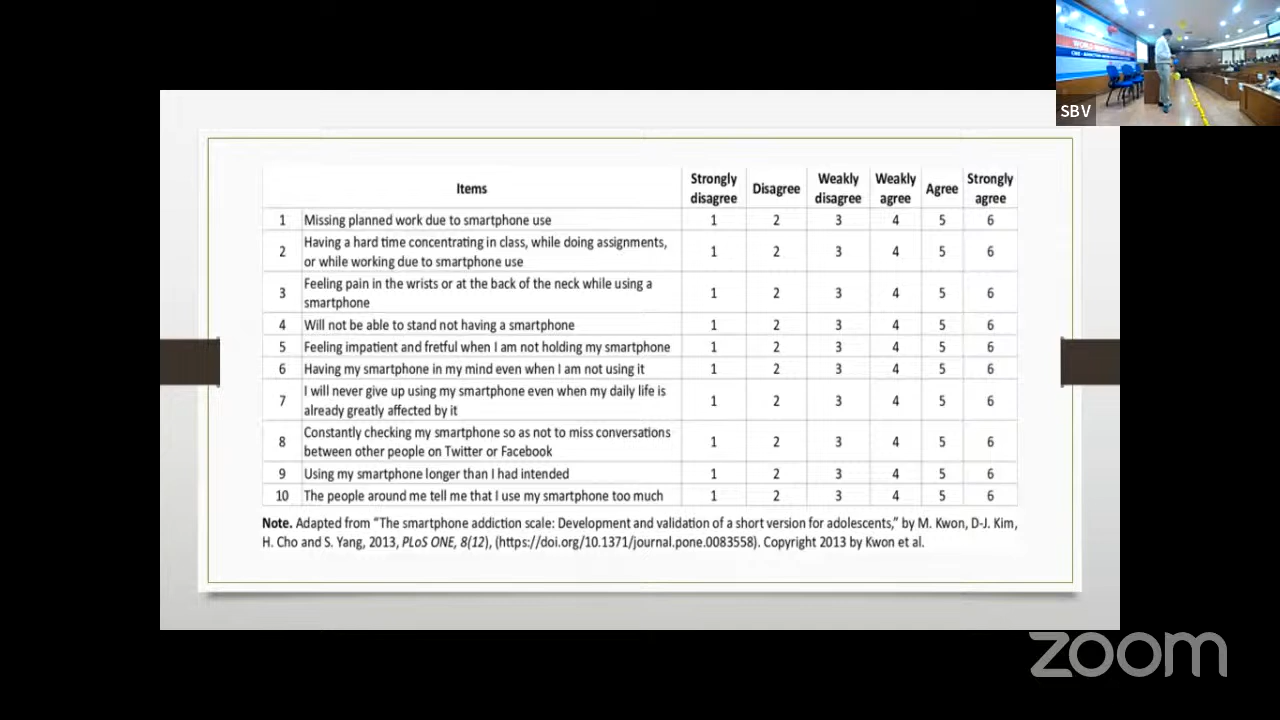 SBV
Items Strongly disagree Disagree Weakly disagree Weakly agree Agree Strongly agree
1 Missing planned work due to smartphone use 1 2 3 4 5 6
2 Having a hard time concentrating in class, while doing assignments,
or while working due to smartphone use 1 2 3 4 5 6
3 Feeling pain in the wrists or at the back of the neck while using a
smartphone 1 2 3 4 5 6
4 Will not be able to stand not having a smartphone 1 2 3 4 5 6
5 Feeling impatient and fretful when I am not holding my smartphone 1 2 3 4 5 6
6 Having my smartphone in my mind even when I am not using it 1 2 3 4 5 6
7 I will never give up using my smartphone even when my daily life is
already greatly affected by it 1 2 3 4 5 6
8 Constantly checking my smartphone so as not to miss conversations
between other people on Twitter or Facebook 1 2 3 4 5 6
9 Using my smartphone longer than I had intended 1 2 3 4 5 6
10 The people around me tell me that I use my smartphone too much 1 2 3 4 5 6
Note. Adapted from “The smartphone addiction scale: Development and validation of a short version for adolescents,” by M. Kwon, D-J. Kim,
H. Cho and S. Yang, 2013, PLoS ONE, 8(12), (https://doi.org/10.1371/journal.pone.0083558). Copyright 2013 by Kwon et al.
zoom